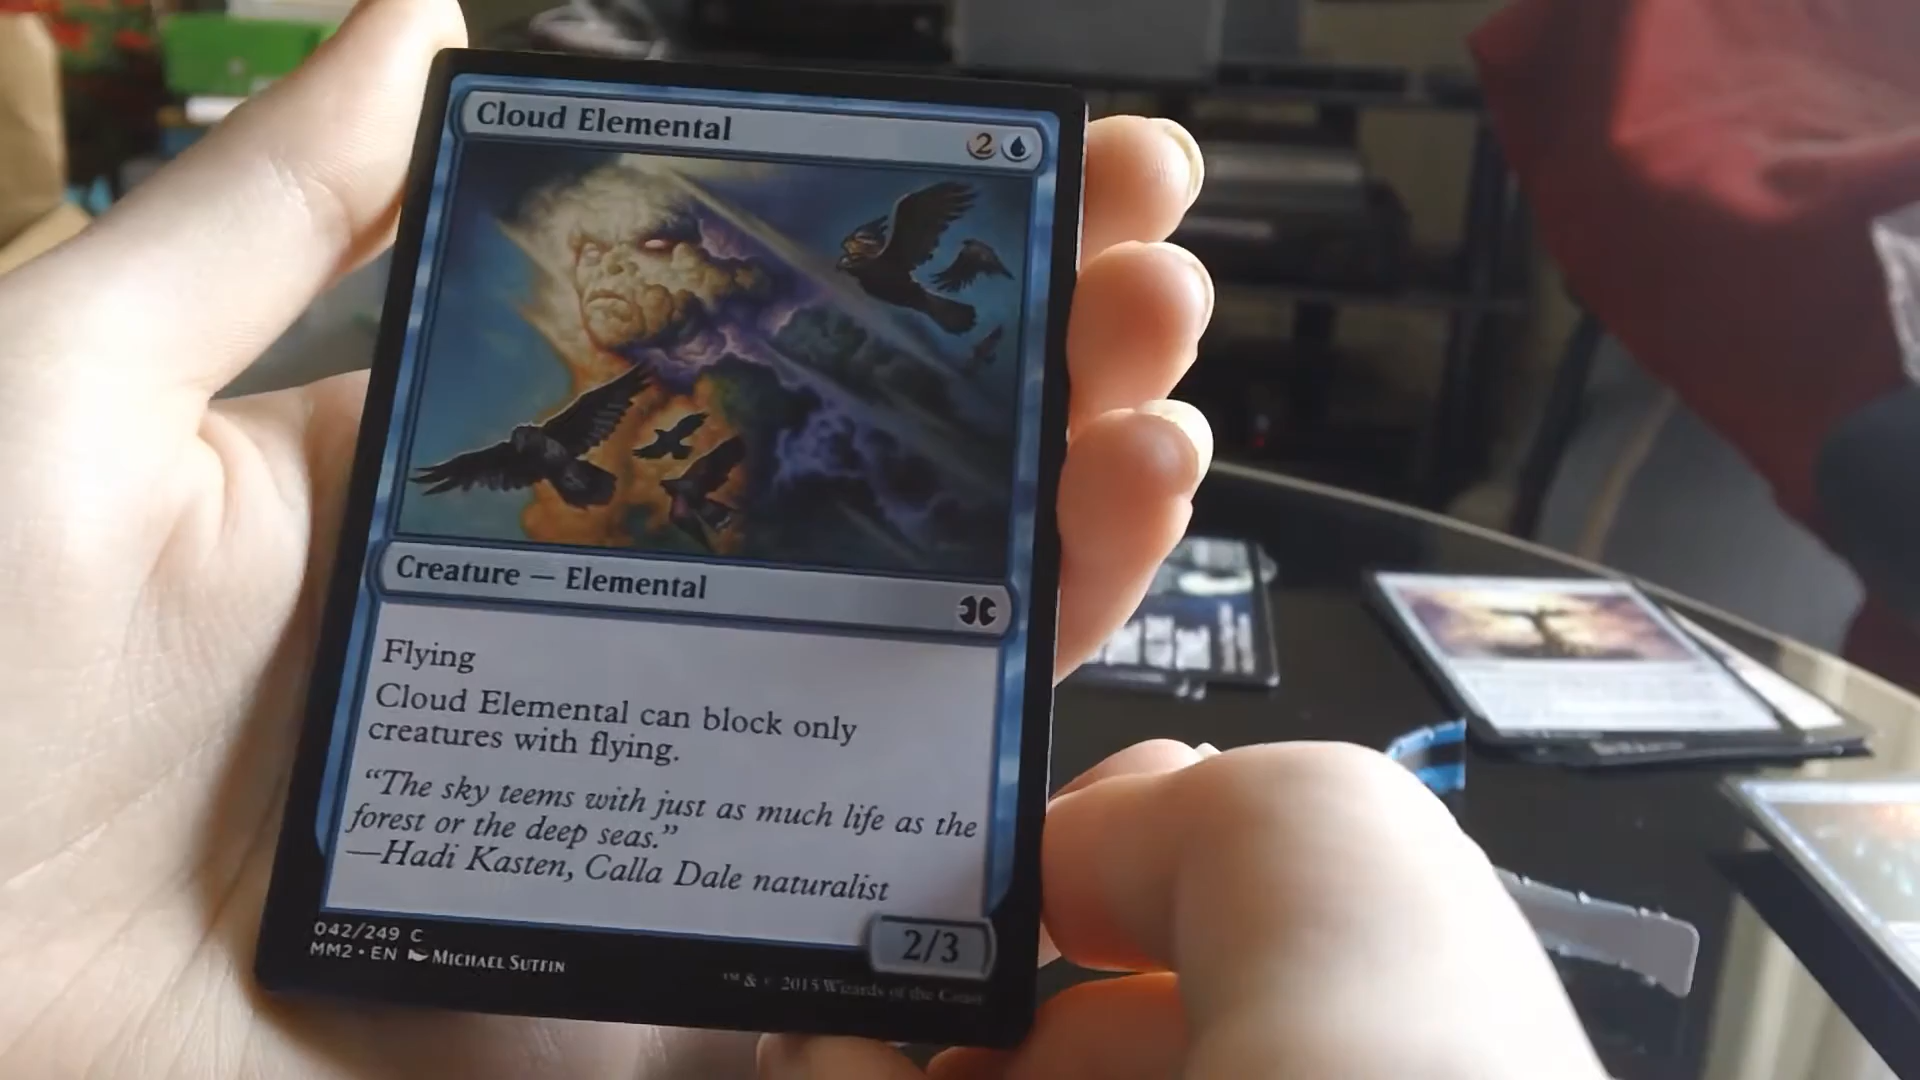 Cloud Elemental 2
Creature — Elemental
Flying
Cloud Elemental can block only
creatures with flying.
“The sky teems with just as much life as the
forest or the deep seas.”
—Hadi Kasten, Calla Dale naturalist
2/3
042/249 C
MM2 • EN Michael Sutfin
™ & © 2015 Wizards of the Coast